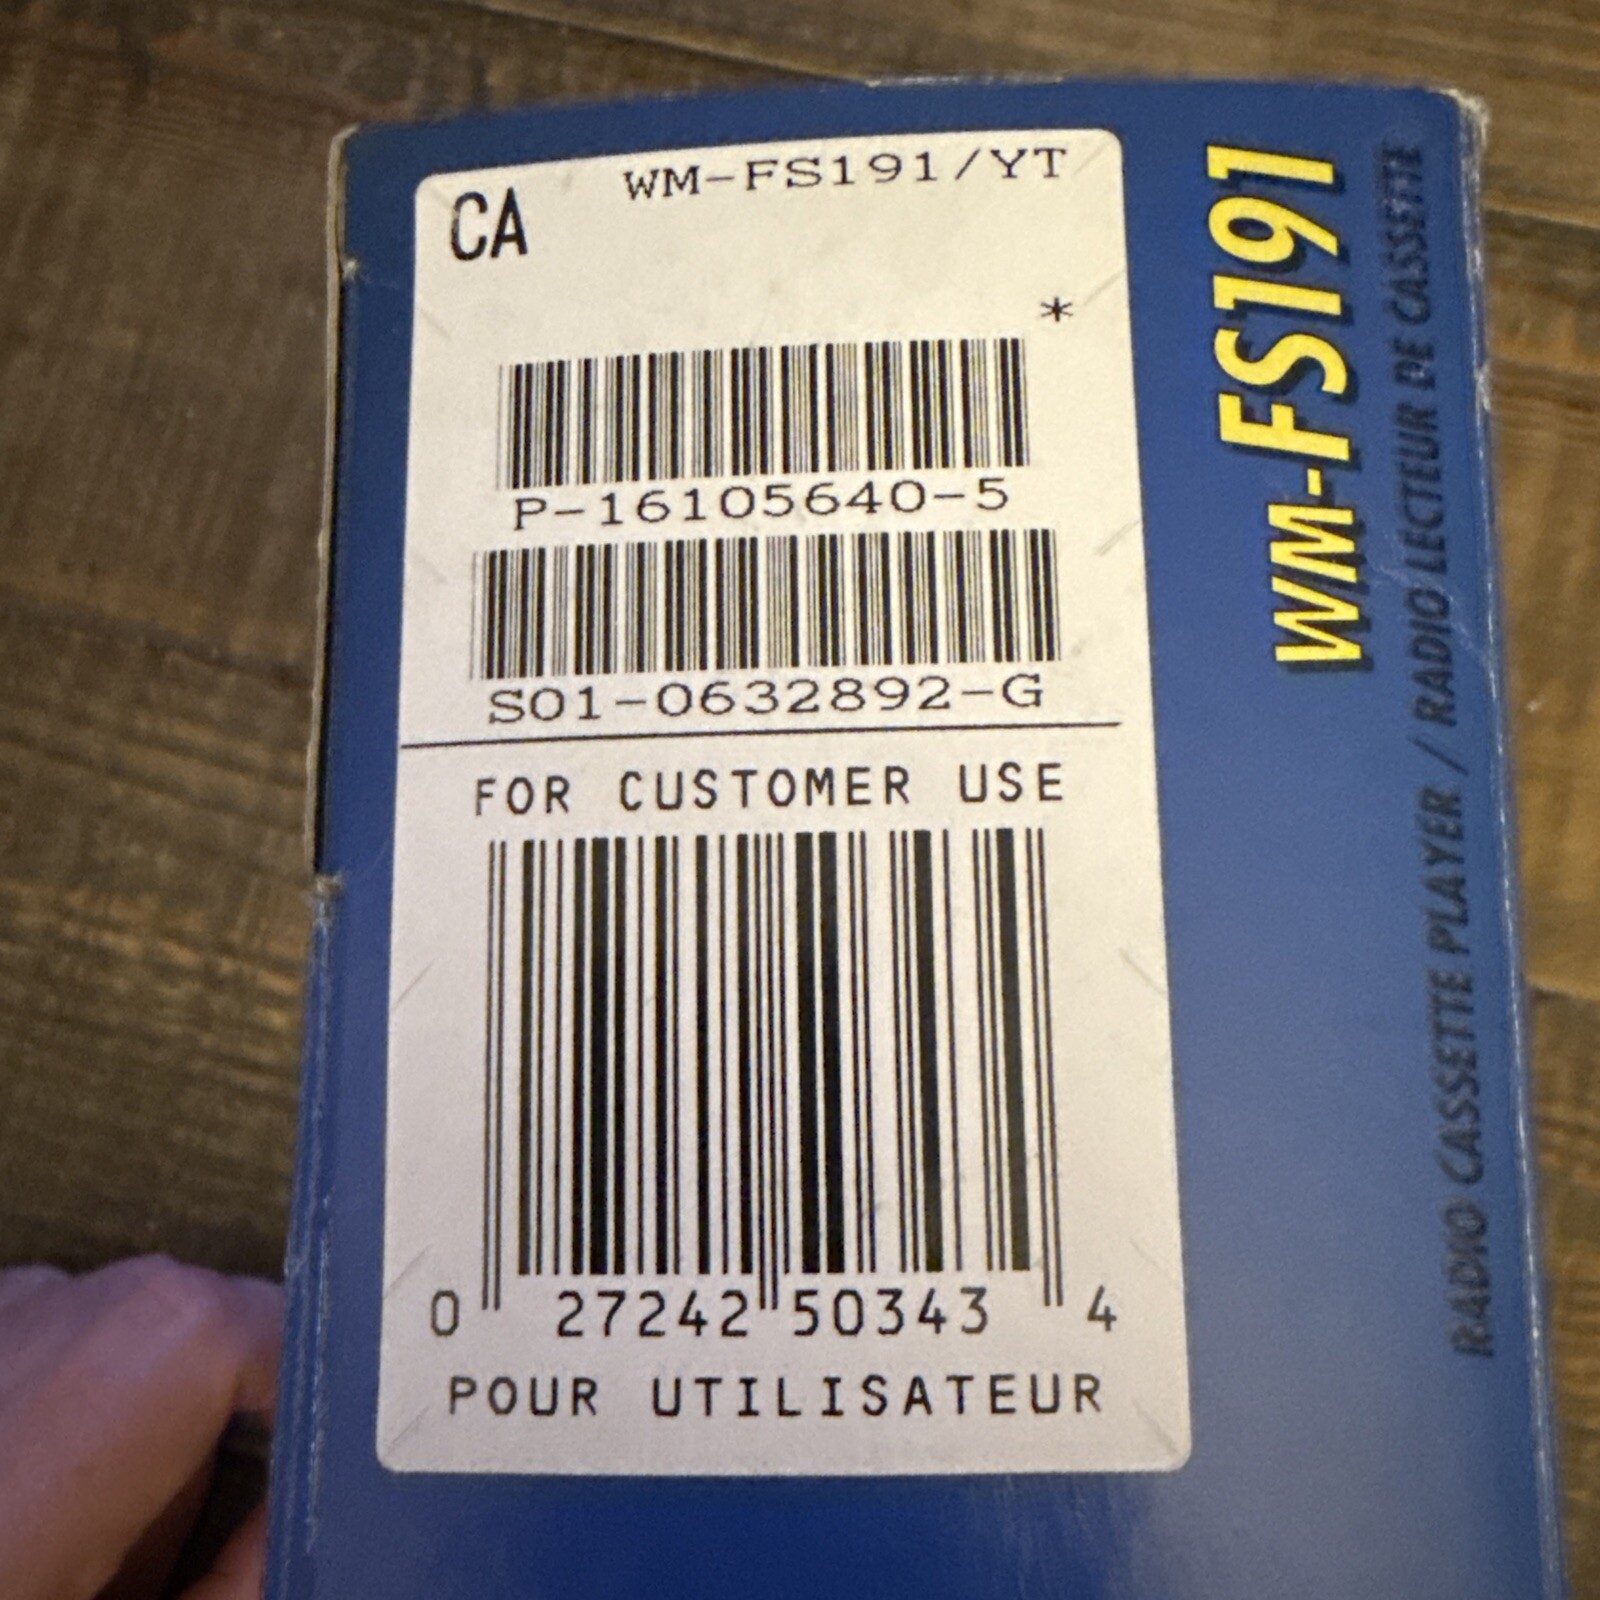 CA
WM-FS191/YT
*
P-16105640-5
S01-0632892-G
FOR CUSTOMER USE
0 27242 50343 4
POUR UTILISATEUR
WM-FS191
RADIO CASSETTE PLAYER / RADIO LECTEUR DE CASSETTE